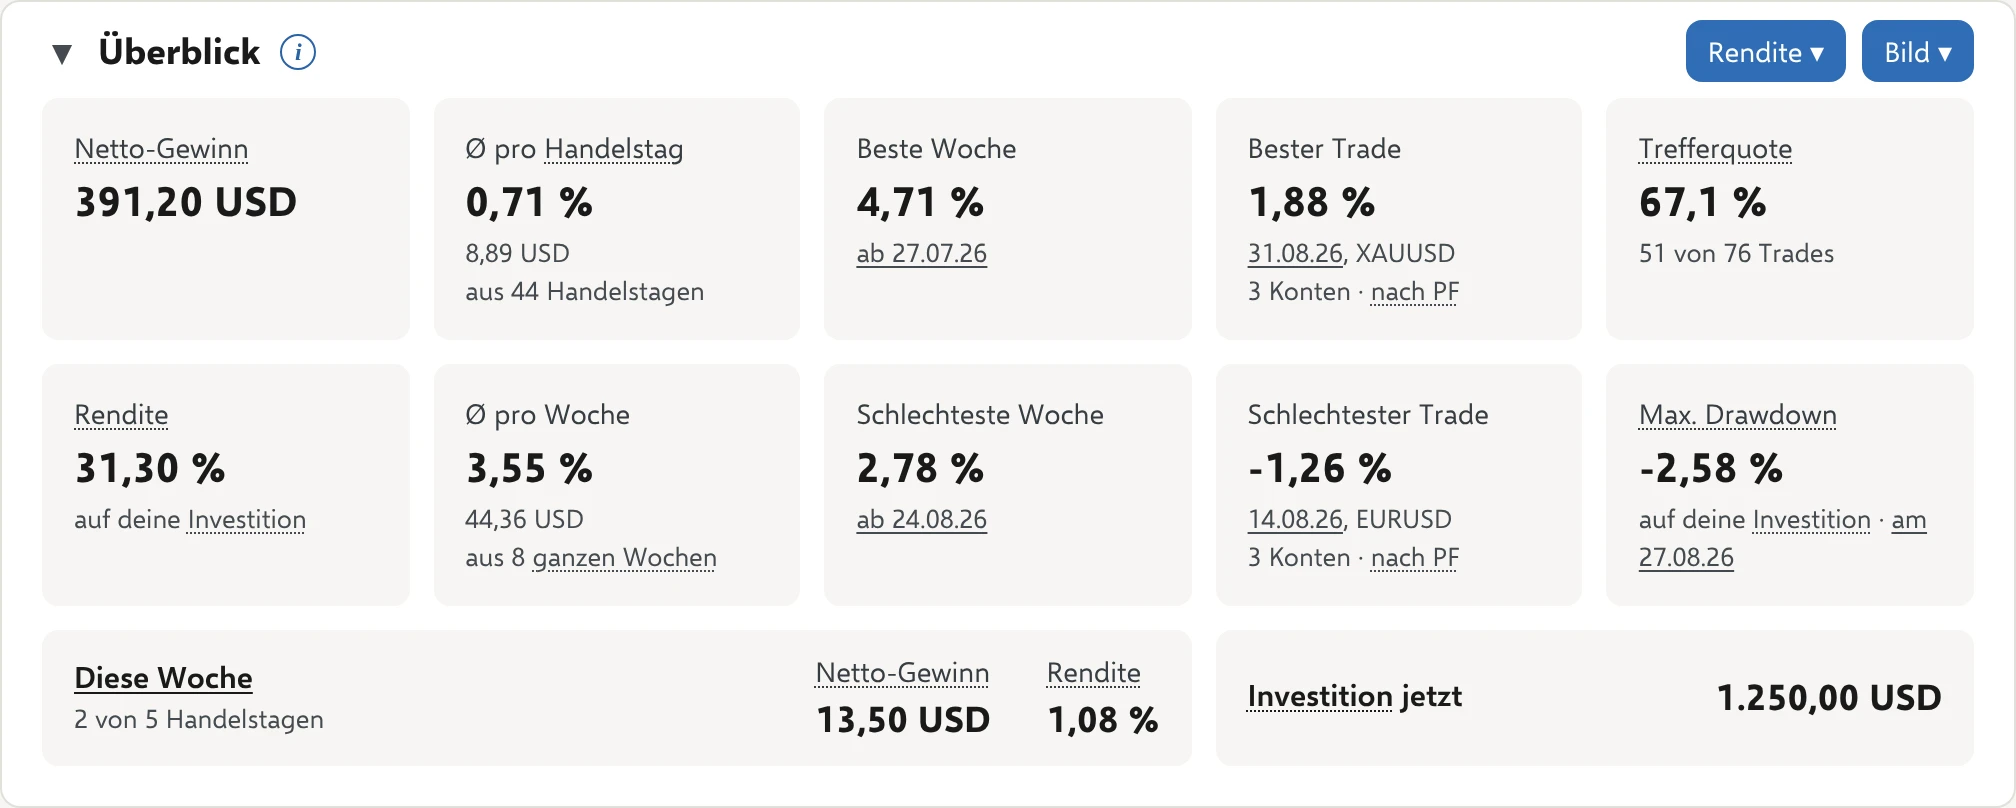 ▼ Überblick i
Rendite ▾
Bild ▾
Netto-Gewinn
391,20 USD
Ø pro Handelstag
0,71 %
8,89 USD
aus 44 Handelstagen
Beste Woche
4,71 %
ab 27.07.26
Bester Trade
1,88 %
31.08.26, XAUUSD
3 Konten · nach PF
Trefferquote
67,1 %
51 von 76 Trades
Rendite
31,30 %
auf deine Investition
Ø pro Woche
3,55 %
44,36 USD
aus 8 ganzen Wochen
Schlechteste Woche
2,78 %
ab 24.08.26
Schlechtester Trade
-1,26 %
14.08.26, EURUSD
3 Konten · nach PF
Max. Drawdown
-2,58 %
auf deine Investition · am
27.08.26
Diese Woche
2 von 5 Handelstagen
Netto-Gewinn
13,50 USD
Rendite
1,08 %
Investition jetzt
1.250,00 USD